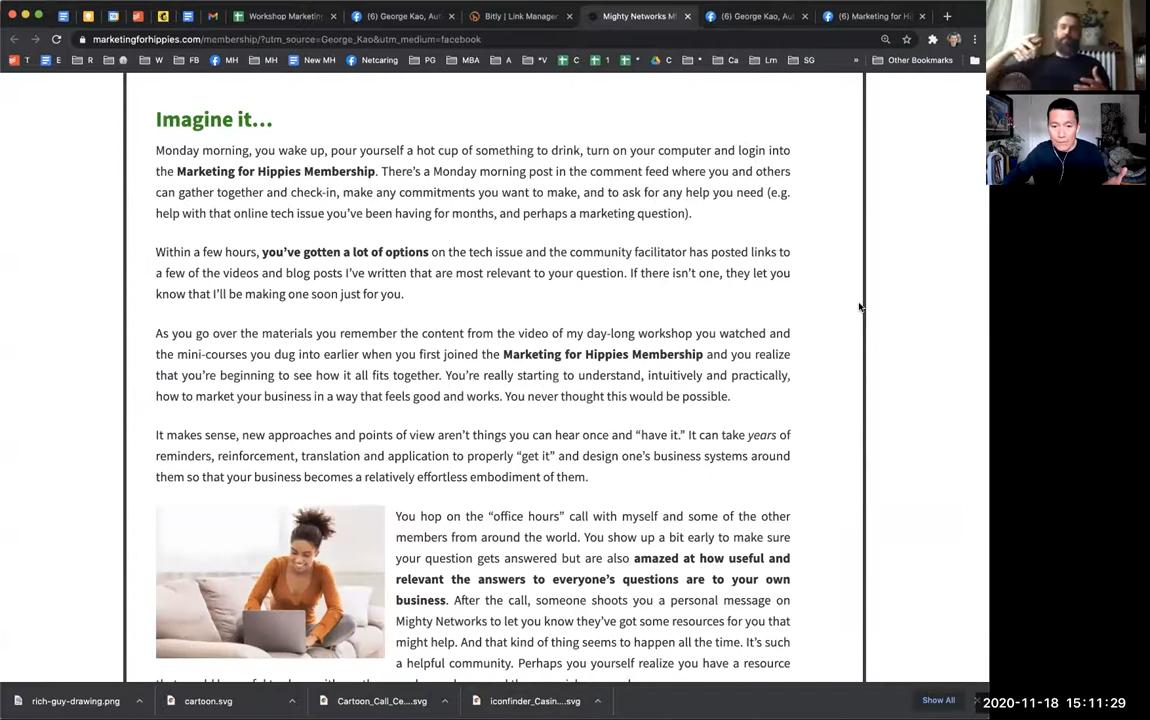 Workshop Marketin
(6) George Kao, Aut
Bitly | Link Manager
Mighty Networks M
(6) George Kao, Aut
(6) Marketing for Hi
marketingforhippies.com/membership/?utm_source=George_Kao&utm_medium=facebook
T E R W FB MH MH New MH Netcaring PG MBA A *V C 1 * C * Ca Lm SG » Other Bookmarks
Imagine it…
Monday morning, you wake up, pour yourself a hot cup of something to drink, turn on your computer and login into
the Marketing for Hippies Membership. There’s a Monday morning post in the comment feed where you and others
can gather together and check-in, make any commitments you want to make, and to ask for any help you need (e.g.
help with that online tech issue you’ve been having for months, and perhaps a marketing question).
Within a few hours, you’ve gotten a lot of options on the tech issue and the community facilitator has posted links to
a few of the videos and blog posts I’ve written that are most relevant to your question. If there isn’t one, they let you
know that I’ll be making one soon just for you.
As you go over the materials you remember the content from the video of my day-long workshop you watched and
the mini-courses you dug into earlier when you first joined the Marketing for Hippies Membership and you realize
that you’re beginning to see how it all fits together. You’re really starting to understand, intuitively and practically,
how to market your business in a way that feels good and works. You never thought this would be possible.
It makes sense, new approaches and points of view aren’t things you can hear once and “have it.” It can take years of
reminders, reinforcement, translation and application to properly “get it” and design one’s business systems around
them so that your business becomes a relatively effortless embodiment of them.
You hop on the “office hours” call with myself and some of the other
members from around the world. You show up a bit early to make sure
your question gets answered but are also amazed at how useful and
relevant the answers to everyone’s questions are to your own
business. After the call, someone shoots you a personal message on
Mighty Networks to let you know they’ve got some resources for you that
might help. And that kind of thing seems to happen all the time. It’s such
a helpful community. Perhaps you yourself realize you have a resource
rich-guy-drawing.png
cartoon.svg
Cartoon_Call_Ce....svg
iconfinder_Casin....svg
Show All
2020-11-18 15:11:29